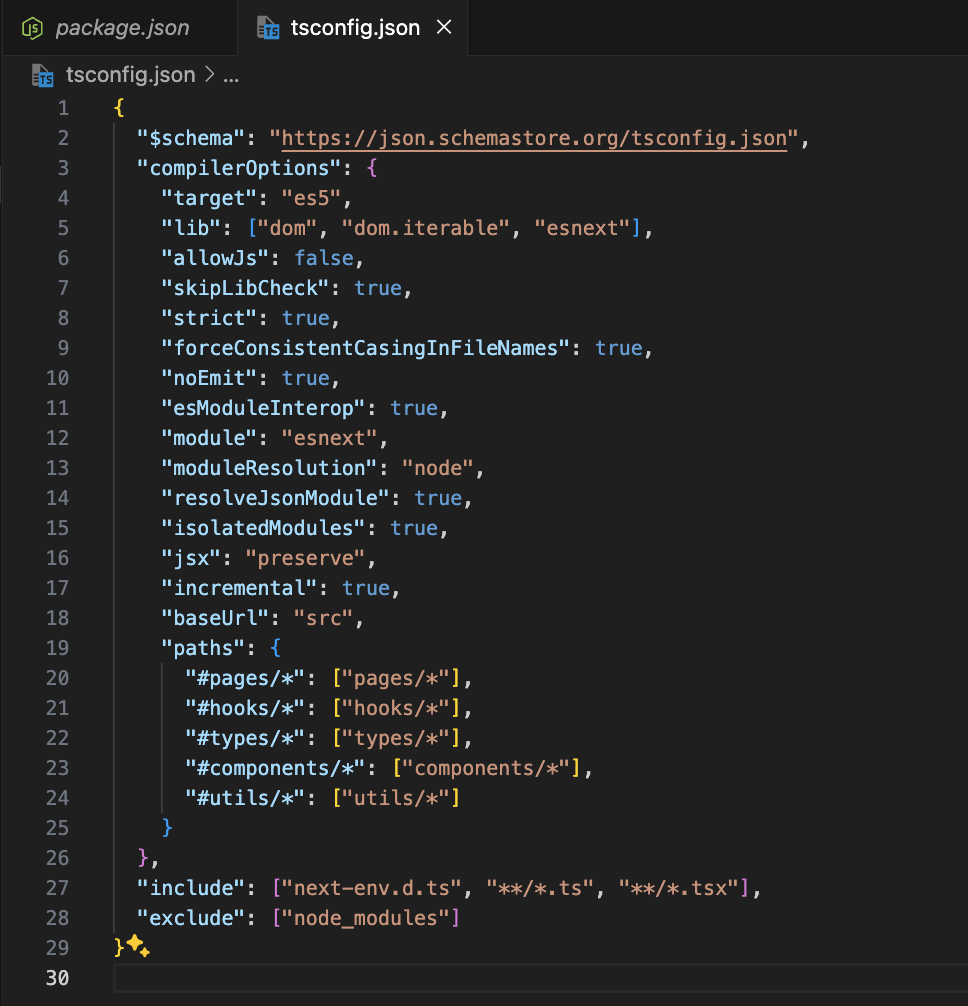 package.json tsconfig.json
tsconfig.json > ...
1 {
2   "$schema": "https://json.schemastore.org/tsconfig.json",
3   "compilerOptions": {
4     "target": "es5",
5     "lib": ["dom", "dom.iterable", "esnext"],
6     "allowJs": false,
7     "skipLibCheck": true,
8     "strict": true,
9     "forceConsistentCasingInFileNames": true,
10     "noEmit": true,
11     "esModuleInterop": true,
12     "module": "esnext",
13     "moduleResolution": "node",
14     "resolveJsonModule": true,
15     "isolatedModules": true,
16     "jsx": "preserve",
17     "incremental": true,
18     "baseUrl": "src",
19     "paths": {
20       "#pages/*": ["pages/*"],
21       "#hooks/*": ["hooks/*"],
22       "#types/*": ["types/*"],
23       "#components/*": ["components/*"],
24       "#utils/*": ["utils/*"]
25     }
26   },
27   "include": ["next-env.d.ts", "**/*.ts", "**/*.tsx"],
28   "exclude": ["node_modules"]
29 }
30